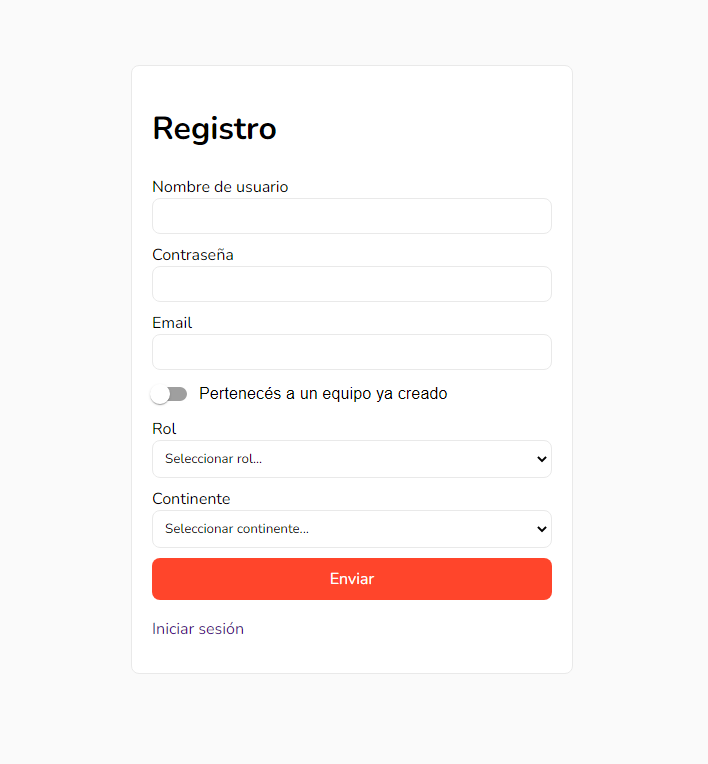 Registro
Nombre de usuario
Contraseña
Email
Pertenecés a un equipo ya creado
Rol
Seleccionar rol...
Continente
Seleccionar continente...
Enviar
Iniciar sesión